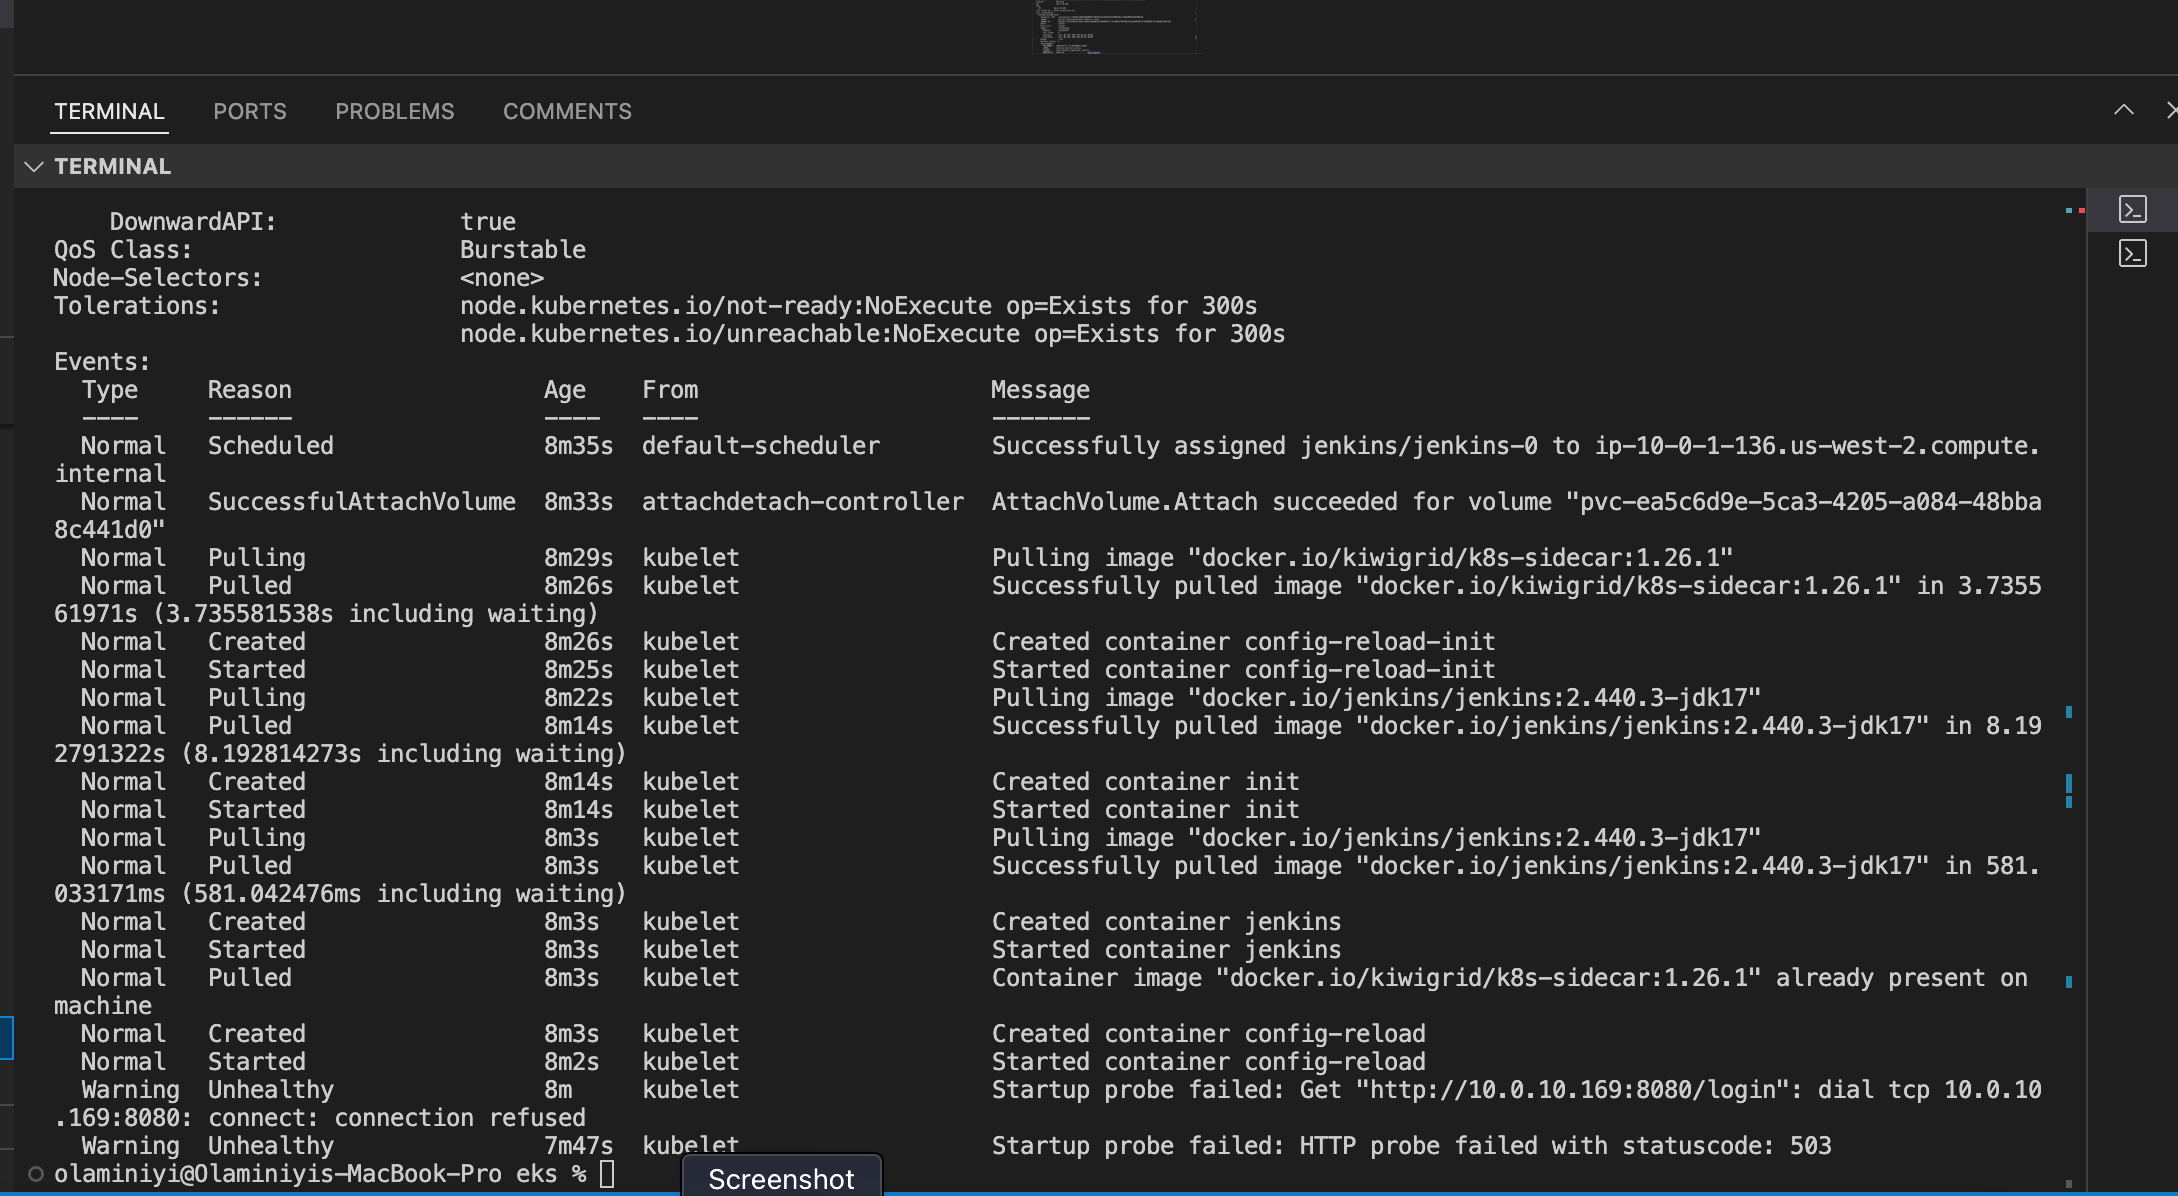 TERMINAL PORTS PROBLEMS COMMENTS
TERMINAL
DownwardAPI: true
QoS Class: Burstable
Node-Selectors: <none>
Tolerations: node.kubernetes.io/not-ready:NoExecute op=Exists for 300s
node.kubernetes.io/unreachable:NoExecute op=Exists for 300s
Events:
Type Reason Age From Message
---- ------ ---- ---- -------
Normal Scheduled 8m35s default-scheduler Successfully assigned jenkins/jenkins-0 to ip-10-0-1-136.us-west-2.compute.
internal
Normal SuccessfulAttachVolume 8m33s attachdetach-controller AttachVolume.Attach succeeded for volume "pvc-ea5c6d9e-5ca3-4205-a084-48bba
8c441d0"
Normal Pulling 8m29s kubelet Pulling image "docker.io/kiwigrid/k8s-sidecar:1.26.1"
Normal Pulled 8m26s kubelet Successfully pulled image "docker.io/kiwigrid/k8s-sidecar:1.26.1" in 3.7355
61971s (3.735581538s including waiting)
Normal Created 8m26s kubelet Created container config-reload-init
Normal Started 8m25s kubelet Started container config-reload-init
Normal Pulling 8m22s kubelet Pulling image "docker.io/jenkins/jenkins:2.440.3-jdk17"
Normal Pulled 8m14s kubelet Successfully pulled image "docker.io/jenkins/jenkins:2.440.3-jdk17" in 8.19
2791322s (8.192814273s including waiting)
Normal Created 8m14s kubelet Created container init
Normal Started 8m14s kubelet Started container init
Normal Pulling 8m3s kubelet Pulling image "docker.io/jenkins/jenkins:2.440.3-jdk17"
Normal Pulled 8m3s kubelet Successfully pulled image "docker.io/jenkins/jenkins:2.440.3-jdk17" in 581.
033171ms (581.042476ms including waiting)
Normal Created 8m3s kubelet Created container jenkins
Normal Started 8m3s kubelet Started container jenkins
Normal Pulled 8m3s kubelet Container image "docker.io/kiwigrid/k8s-sidecar:1.26.1" already present on
machine
Normal Created 8m3s kubelet Created container config-reload
Normal Started 8m2s kubelet Started container config-reload
Warning Unhealthy 8m kubelet Startup probe failed: Get "http://10.0.10.169:8080/login": dial tcp 10.0.10
.169:8080: connect: connection refused
Warning Unhealthy 7m47s kubelet Startup probe failed: HTTP probe failed with statuscode: 503
olaminiyi@Olaminiyis-MacBook-Pro eks %
Screenshot